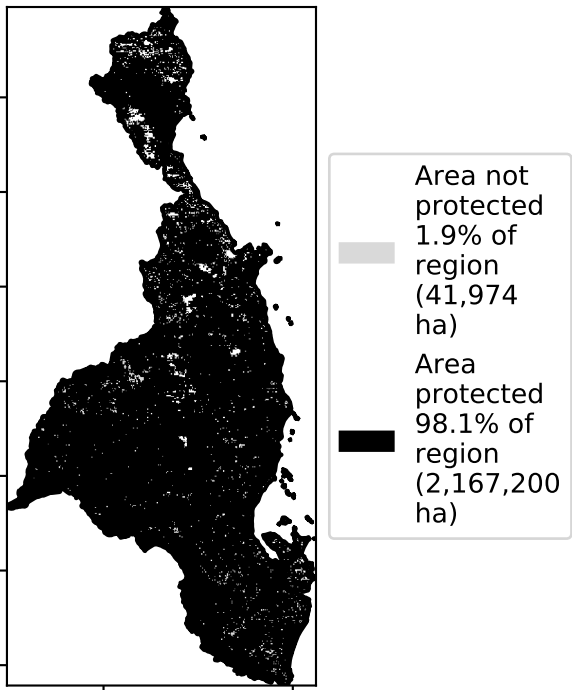 Area not
protected
1.9% of
region
(41,974
ha)
Area
protected
98.1% of
region
(2,167,200
ha)